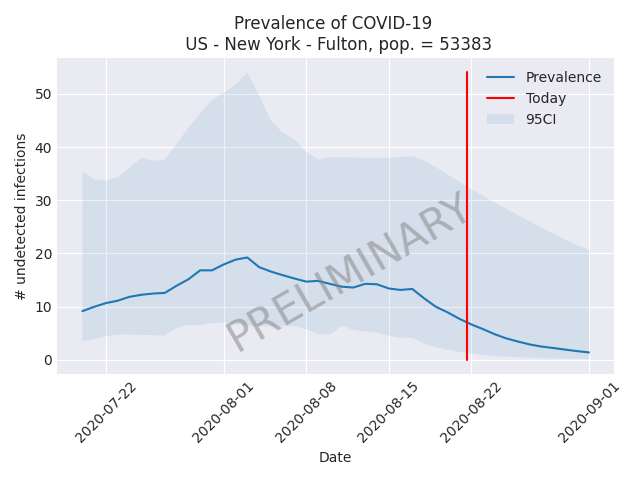 Prevalence of COVID-19
US - New York - Fulton, pop. = 53383
# undetected infections
50
40
30
20
10
0
Prevalence
Today
95CI
PRELIMINARY
2020-07-22
2020-08-01
2020-08-08
2020-08-15
2020-08-22
2020-09-01
Date